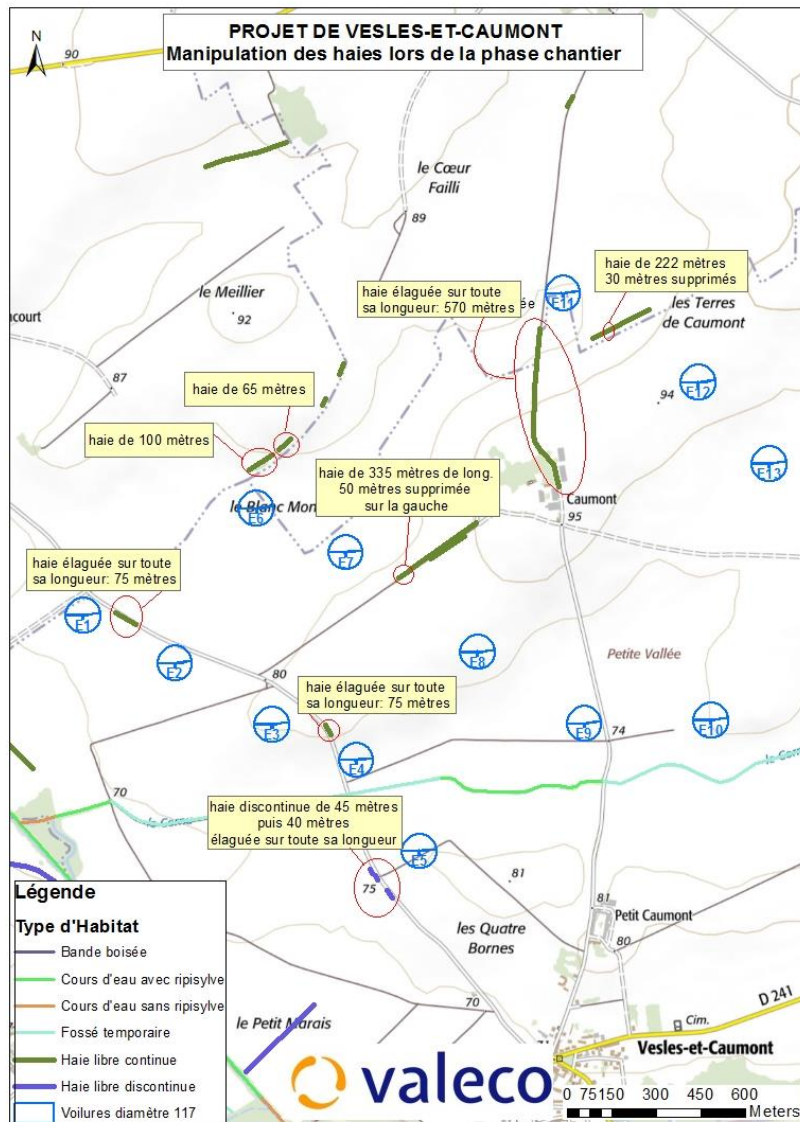 PROJET DE VESLES-ET-CAUMONT
Manipulation des haies lors de la phase chantier
N
90
le Cœur
Failli
89
haie de 222 mètres
30 mètres supprimés
haie élaguée sur toute
sa longueur: 570 mètres
E11
les Terres
de Caumont
le Meillier
92
ncourt
87
haie de 65 mètres
94
E12
haie de 100 mètres
haie de 335 mètres de long.
50 mètres supprimée
sur la gauche
E13
Caumont
95
le Blanc Mon
E6
E7
haie élaguée sur toute
sa longueur: 75 mètres
E1
E2
E8
Petite Vallée
80
haie élaguée sur toute
sa longueur: 75 mètres
E3
E9
E10
74
E4
70
haie discontinue de 45 mètres
puis 40 mètres
élaguée sur toute sa longueur
E5
75
81
81
Petit Caumont
80
les Quatre
Bornes
70
D 241
le Petit Marais
Cim.
Vesles-et-Caumont
Légende
Type d'Habitat
Bande boisée
Cours d'eau avec ripisylve
Cours d'eau sans ripisylve
Fossé temporaire
Haie libre continue
Haie libre discontinue
Voilures diamètre 117
valeco
0 75150 300 450 600
Meters